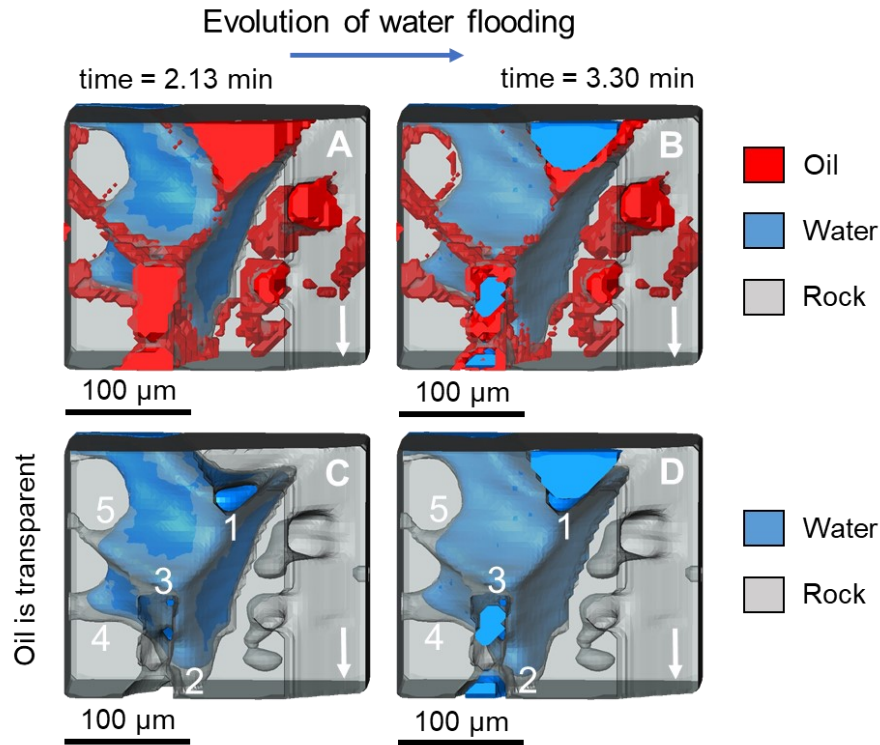 Evolution of water flooding
time = 2.13 min
time = 3.30 min
A
B
Oil
Water
Rock
100 µm
100 µm
Oil is transparent
C
D
5
1
3
4
2
5
1
3
4
2
Water
Rock
100 µm
100 µm